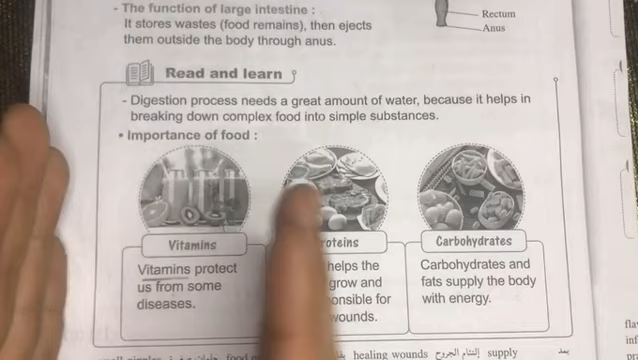 - The function of large intestine :
It stores wastes (food remains), then ejects
them outside the body through anus.
Rectum
Anus
Read and learn
- Digestion process needs a great amount of water, because it helps in
breaking down complex food into simple substances.
• Importance of food :
Vitamins
Vitamins protect
us from some
diseases.
oteins
helps the
grow and
onsible for
wounds.
Carbohydrates
Carbohydrates and
fats supply the body
with energy.
food
healing wounds إلتئام الجروح supply يمد